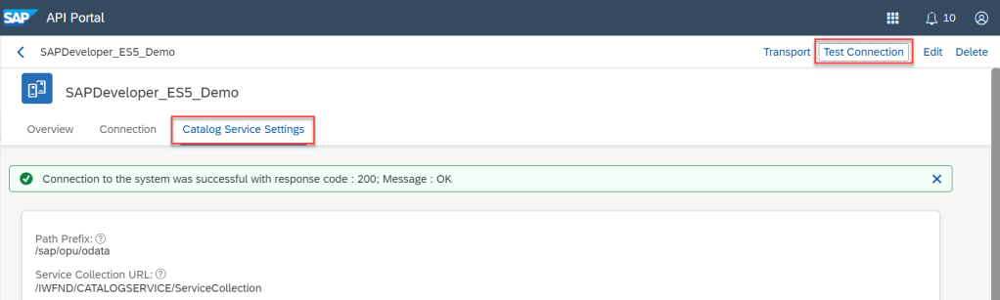 SAP API Portal 10
SAPDeveloper_ES5_Demo Transport Test Connection Edit Delete
SAPDeveloper_ES5_Demo
Overview Connection Catalog Service Settings
Connection to the system was successful with response code : 200; Message : OK
Path Prefix:
/sap/opu/odata
Service Collection URL:
/IWFND/CATALOGSERVICE/ServiceCollection